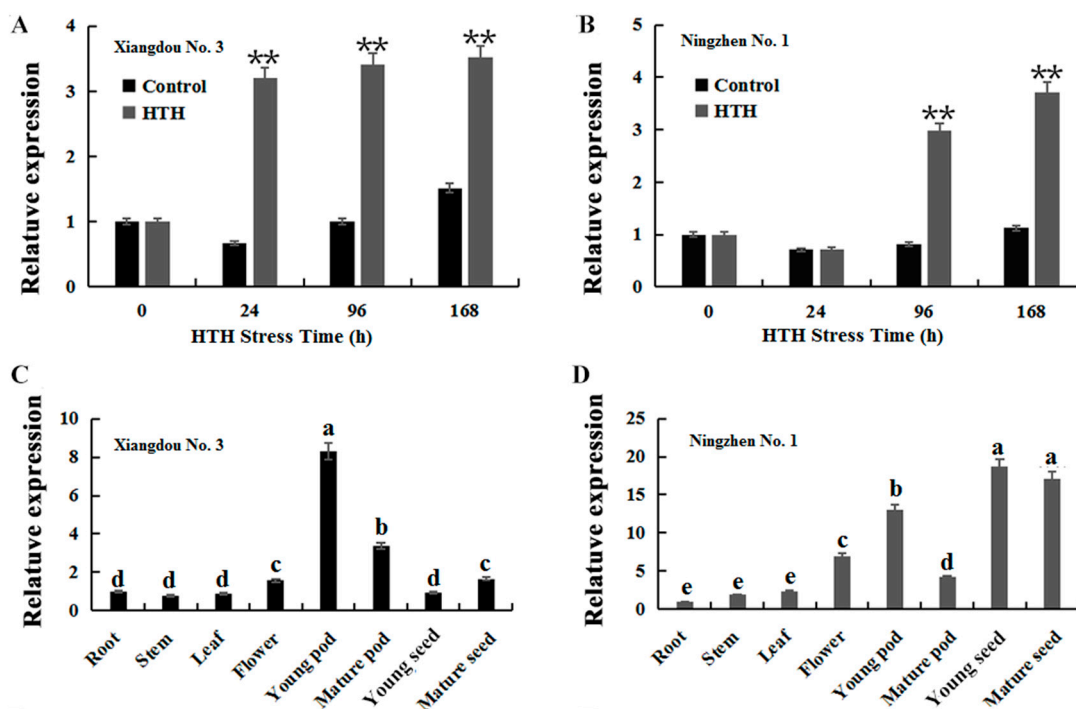 A
Xiangdou No. 3
Control
HTH
**
**
**
Relatuve expression
4
3
2
1
0
0
24
96
168
HTH Stress Time (h)
B
Ningzhen No. 1
Control
HTH
**
**
Relatuve expression
5
4
3
2
1
0
0
24
96
168
HTH Stress Time (h)
C
Xiangdou No. 3
Relatuve expression
10
8
6
4
2
0
d
d
d
c
a
b
d
c
Root
Stem
Leaf
Flower
Young pod
Mature pod
Young seed
Mature seed
D
Ningzhen No. 1
Relatuve expression
25
20
15
10
5
0
e
e
e
c
b
d
a
a
Root
Stem
Leaf
Flower
Young pod
Mature pod
Young seed
Mature seed